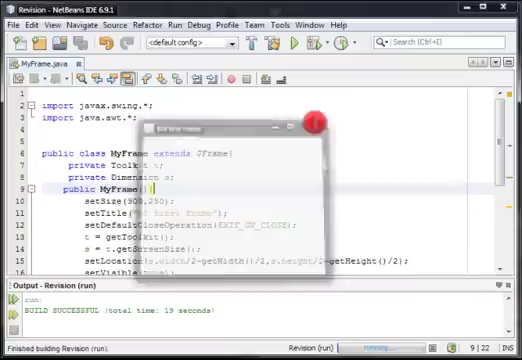 Revision - NetBeans IDE 6.9.1
File Edit View Navigate Source Refactor Run Debug Profile Team Tools Window Help
<default config>
Search (Ctrl+I)
MyFrame.java
1
2 import javax.swing.*;
3 import java.awt.*;
4
5
6 public class MyFrame extends JFrame{
7 private Toolkit t;
8 private Dimension s;
9 public MyFrame(){
10 setSize(300,250);
11 setTitle("My first frame");
12 setDefaultCloseOperation(EXIT_ON_CLOSE);
13 t = getToolkit();
14 s = t.getScreenSize();
15 setLocation(s.width/2-getWidth()/2,s.height/2-getHeight()/2);
16 setVisible(true);
Output - Revision (run)
run:
BUILD SUCCESSFUL (total time: 19 seconds)
Finished building Revision (run).
Revision (run)
running...
9 | 22
INS